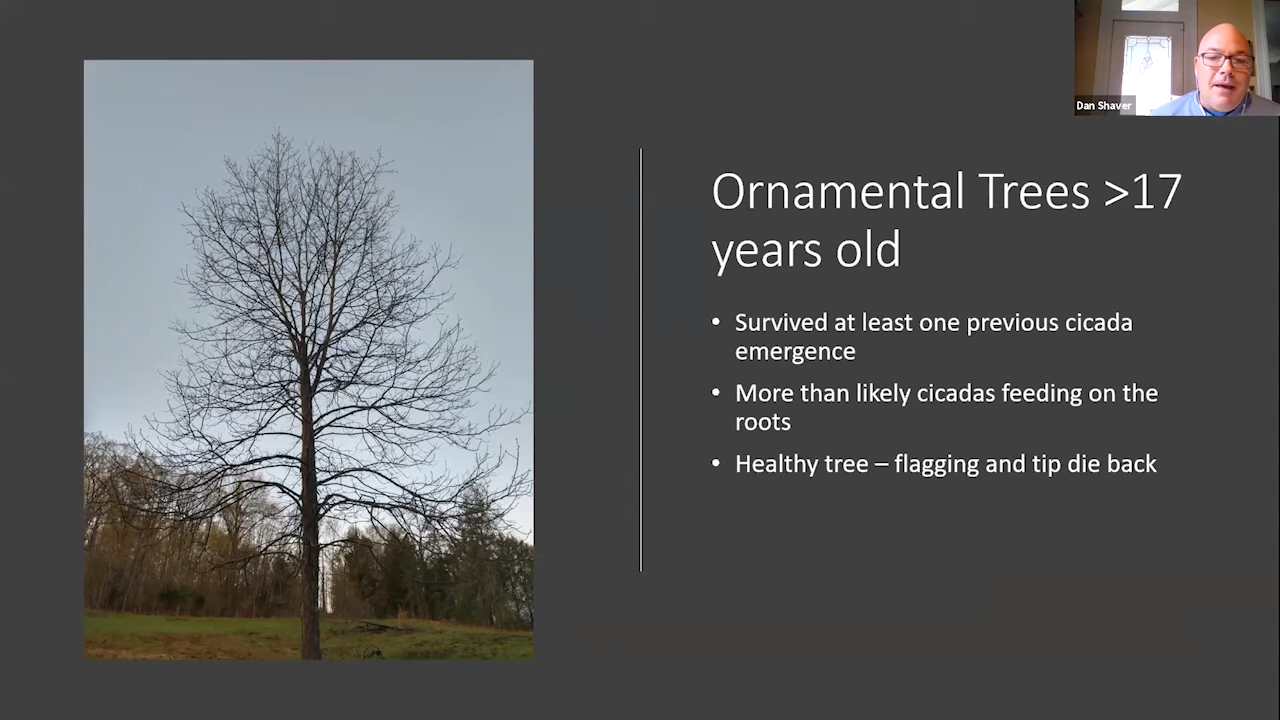 Dan Shaver
Ornamental Trees >17
years old
• Survived at least one previous cicada
emergence
• More than likely cicadas feeding on the
roots
• Healthy tree – flagging and tip die back